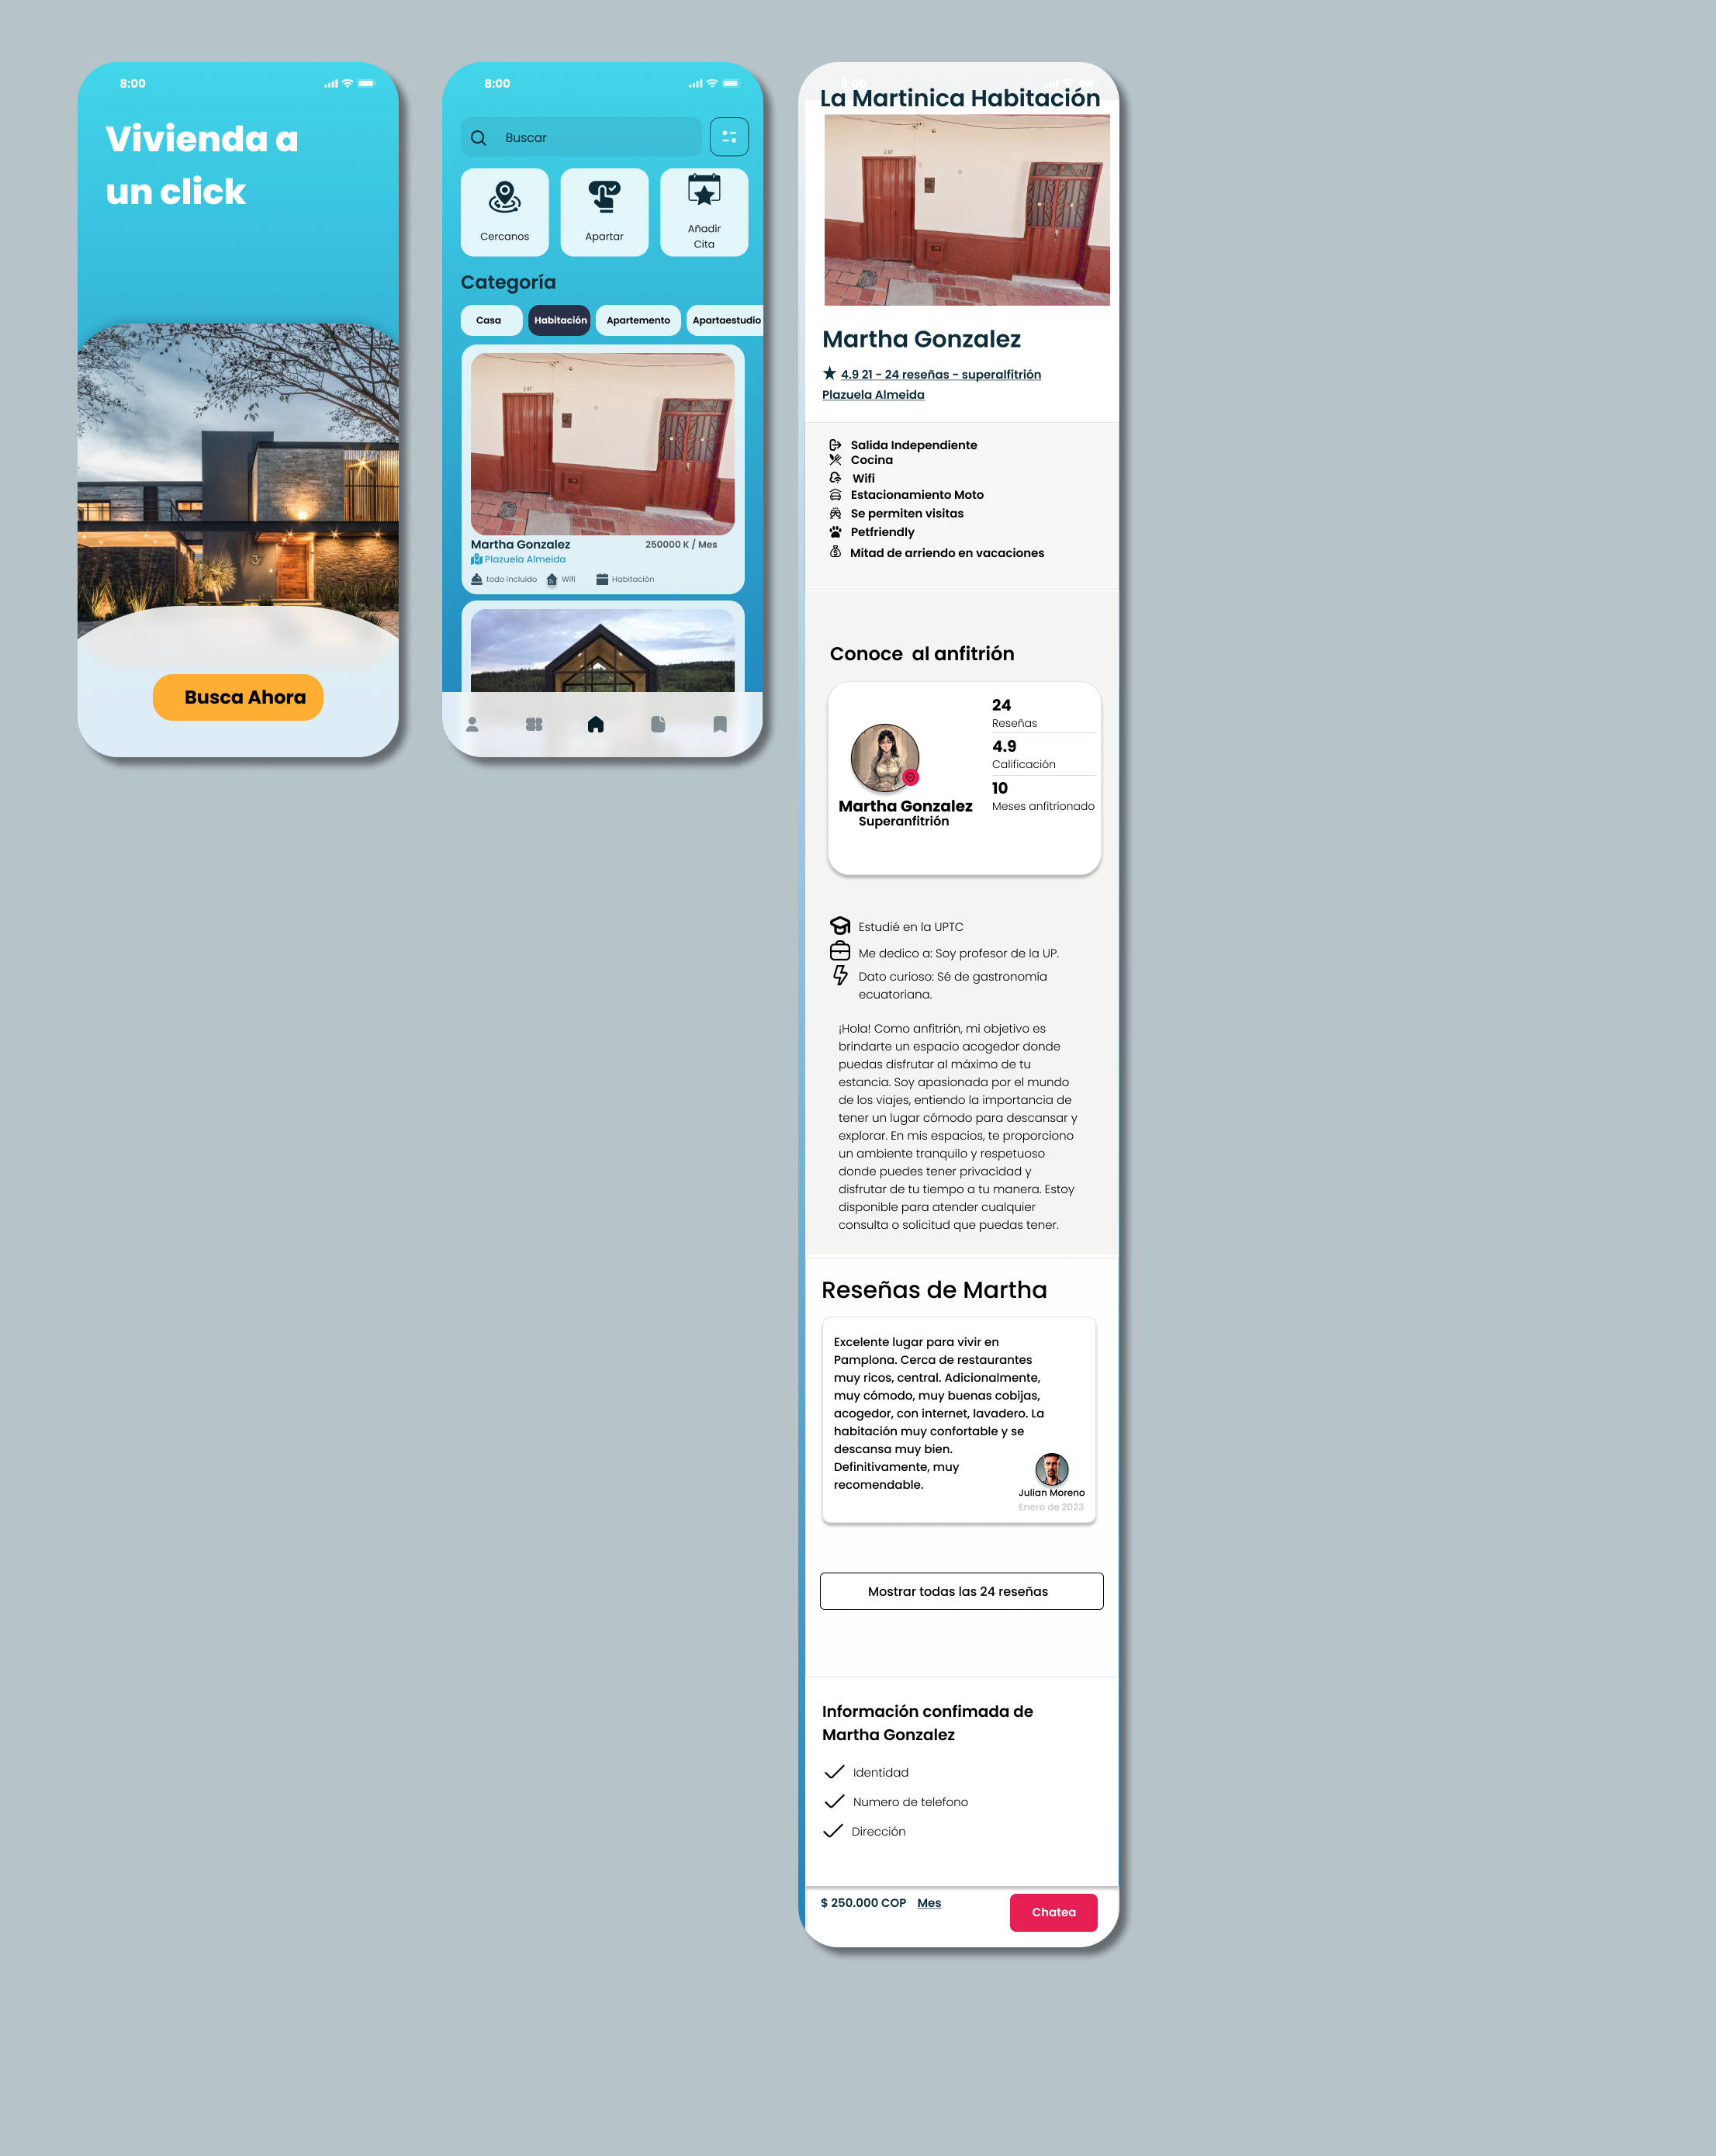 8:00
Vivienda a
un click
Busca Ahora
8:00
Buscar
Cercanos
Apartar
Añadir
Cita
Categoría
Casa
Habitación
Apartemento
Apartaestudio
247
Martha Gonzalez
250000 K / Mes
Plazuela Almeida
todo incluido
Wifi
Habitación
8:00
La Martinica Habitación
247
Martha Gonzalez
4.9 21 - 24 reseñas - superalfitrión
Plazuela Almeida
Salida Independiente
Cocina
Wifi
Estacionamiento Moto
Se permiten visitas
Petfriendly
Mitad de arriendo en vacaciones
Conoce al anfitrión
24
Reseñas
4.9
Calificación
10
Meses anfitrionado
Martha Gonzalez
Superanfitrión
Estudié en la UPTC
Me dedico a: Soy profesor de la UP.
Dato curioso: Sé de gastronomía
ecuatoriana.
¡Hola! Como anfitrión, mi objetivo es
brindarte un espacio acogedor donde
puedas disfrutar al máximo de tu
estancia. Soy apasionada por el mundo
de los viajes, entiendo la importancia de
tener un lugar cómodo para descansar y
explorar. En mis espacios, te proporciono
un ambiente tranquilo y respetuoso
donde puedes tener privacidad y
disfrutar de tu tiempo a tu manera. Estoy
disponible para atender cualquier
consulta o solicitud que puedas tener.
Reseñas de Martha
Excelente lugar para vivir en
Pamplona. Cerca de restaurantes
muy ricos, central. Adicionalmente,
muy cómodo, muy buenas cobijas,
acogedor, con internet, lavadero. La
habitación muy confortable y se
descansa muy bien.
Definitivamente, muy
recomendable.
Julian Moreno
Enero de 2023
Mostrar todas las 24 reseñas
Información confimada de
Martha Gonzalez
Identidad
Numero de telefono
Dirección
$ 250.000 COP Mes
Chatea